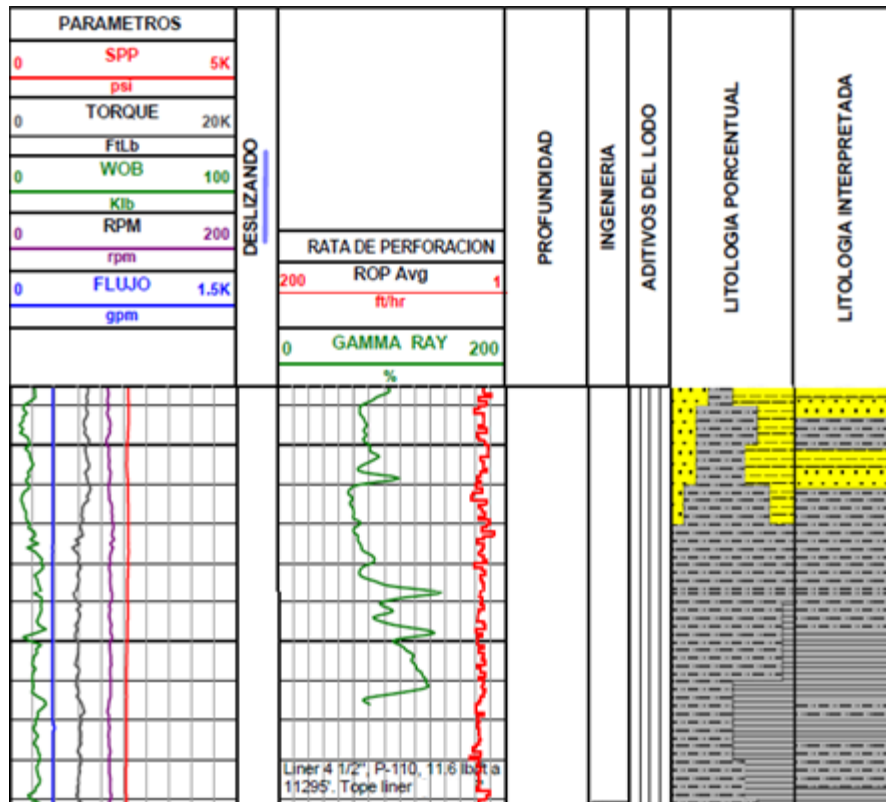 PARAMETROS
0 SPP 5K
psi
0 TORQUE 20K
FtLb
0 WOB 100
Klb
0 RPM 200
rpm
0 FLUJO 1.5K
gpm
DESLIZANDO
RATA DE PERFORACION
200 ROP Avg 1
ft/hr
0 GAMMA RAY 200
%
PROFUNDIDAD
INGENIERIA
ADITIVOS DEL LODO
LITOLOGIA PORCENTUAL
LITOLOGIA INTERPRETADA
Liner 4 1/2", P-110, 11.6 a
11295'. Tope liner